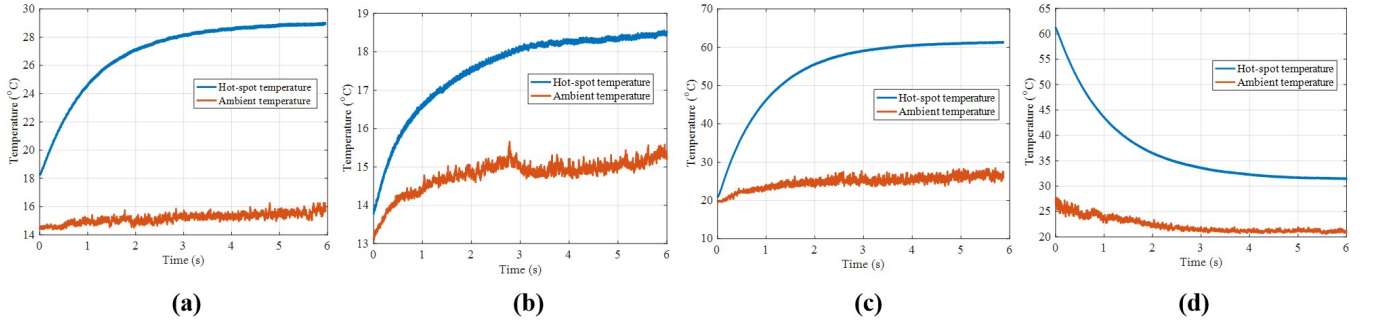 30
28
26
24
22
20
18
16
14
Temperature (°C)
Hot-spot temperature
Ambient temperature
0 1 2 3 4 5 6
Time (s)
(a)
19
18
17
16
15
14
13
Temperature (°C)
Hot-spot temperature
Ambient temperature
0 1 2 3 4 5 6
Time (s)
(b)
70
60
50
40
30
20
10
Temperature (°C)
Hot-spot temperature
Ambient temperature
0 1 2 3 4 5 6
Time (s)
(c)
65
60
55
50
45
40
35
30
25
20
Temperature (°C)
Hot-spot temperature
Ambient temperature
0 1 2 3 4 5 6
Time (s)
(d)